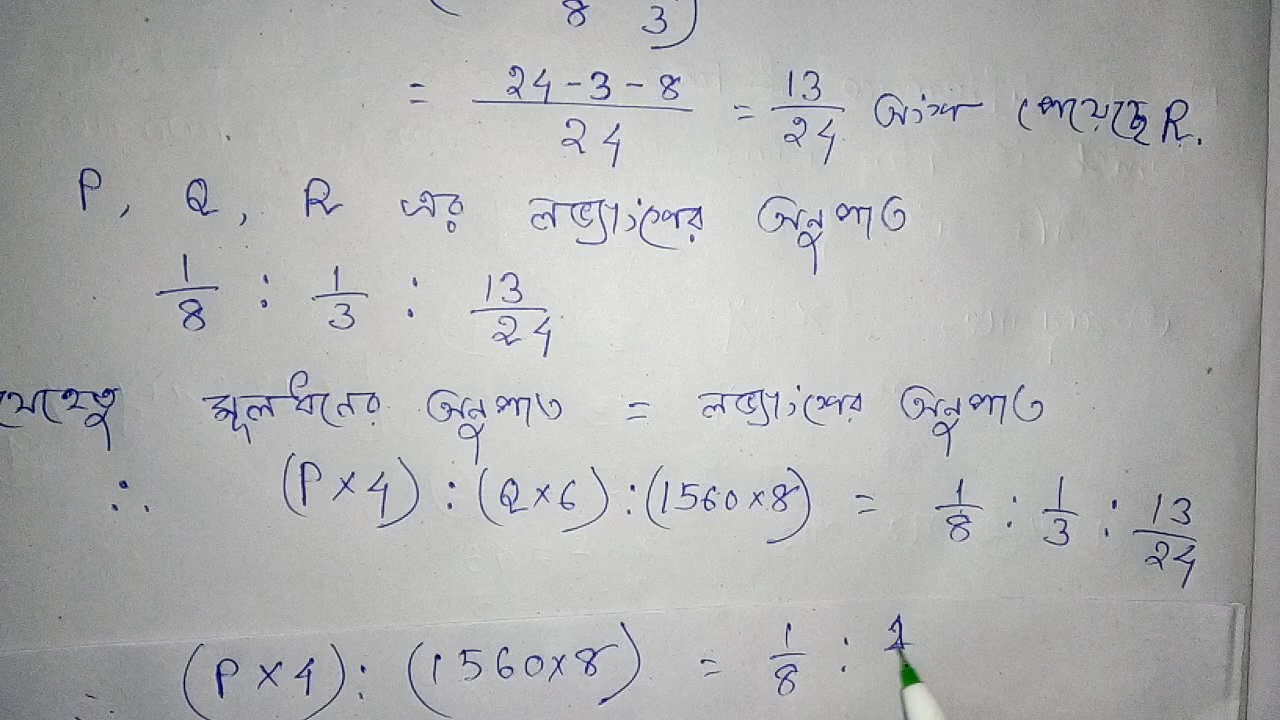 8 3)
= 24-3-8/24 = 13/24 অংশ পেয়েছে R.
P, Q, R এর লভ্যাংশের অনুপাত
1/8 : 1/3 : 13/24
যেহেতু মূলধনের অনুপাত = লভ্যাংশের অনুপাত
∴ (P×4) : (Q×6) : (1560×8) = 1/8 : 1/3 : 13/24
(P×4) : (1560×8) = 1/8 : 1